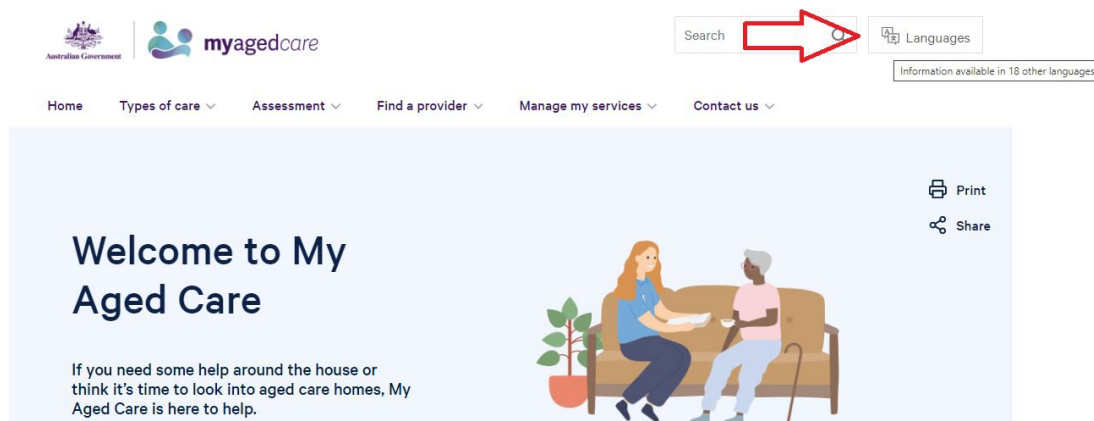 Australian Government
myagedcare
Search
Languages
Information available in 18 other languages
Home Types of care Assessment Find a provider Manage my services Contact us
Print
Share
Welcome to My
Aged Care
If you need some help around the house or
think it's time to look into aged care homes, My
Aged Care is here to help.